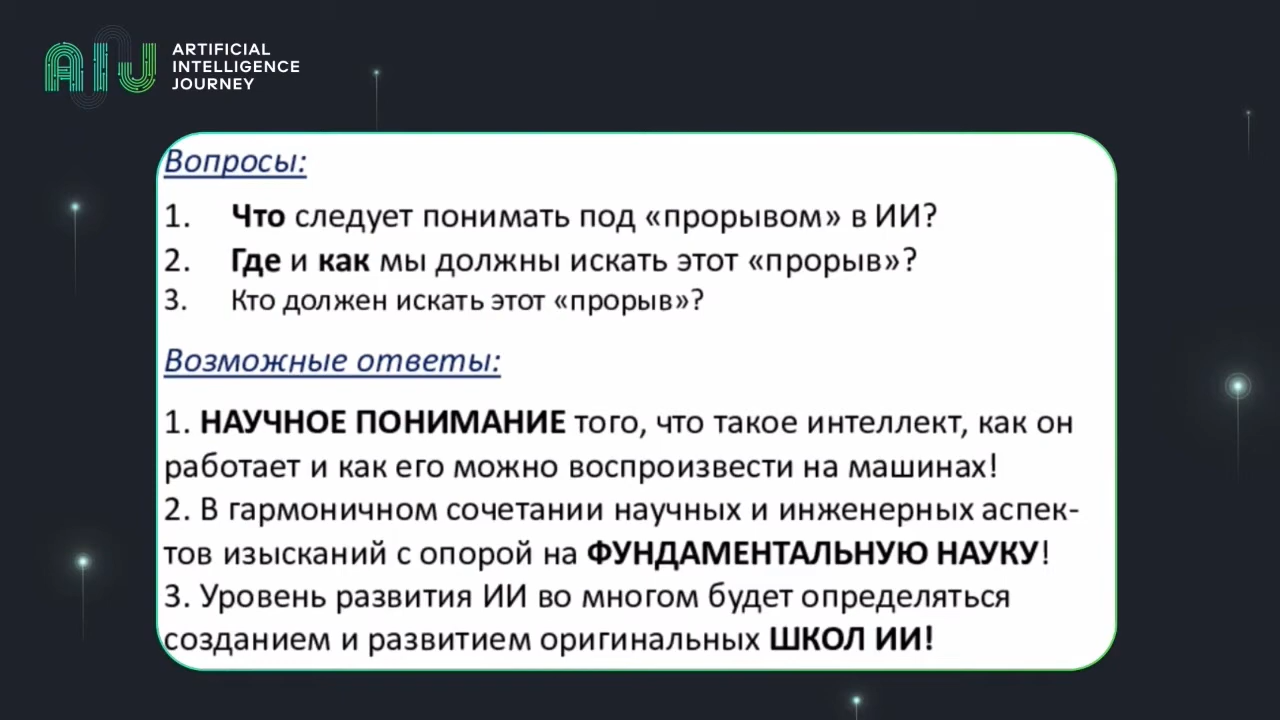 AIJ
ARTIFICIAL
INTELLIGENCE
JOURNEY
Вопросы:
1. Что следует понимать под «прорывом» в ИИ?
2. Где и как мы должны искать этот «прорыв»?
3. Кто должен искать этот «прорыв»?
Возможные ответы:
1. НАУЧНОЕ ПОНИМАНИЕ того, что такое интеллект, как он
работает и как его можно воспроизвести на машинах!
2. В гармоничном сочетании научных и инженерных аспек-
тов изысканий с опорой на ФУНДАМЕНТАЛЬНУЮ НАУКУ!
3. Уровень развития ИИ во многом будет определяться
созданием и развитием оригинальных ШКОЛ ИИ!